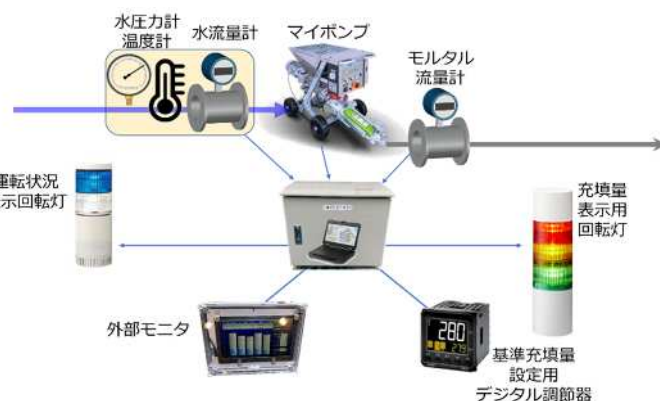 水圧力計
温度計
水流量計
マイポンプ
モルタル
流量計
運転状況
示回転灯
充填量
表示用
回転灯
外部モニタ
280
279
基準充填量
設定用
デジタル調節器